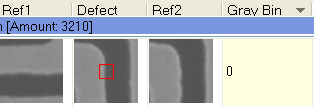 Ref1 Defect Ref2 Gray Bin
[Amount: 3210]
0